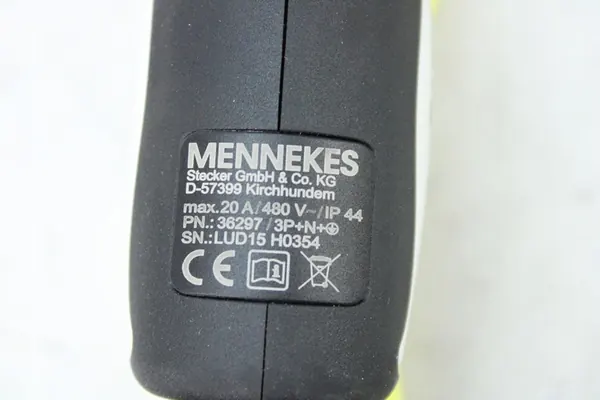 MENNEKES
Stecker GmbH & Co. KG
D-57399 Kirchhundem
max.20 A/480 V~/IP 44
PN.: 36297/3P+N+⏚
SN.:LUD15 H0354
CE i